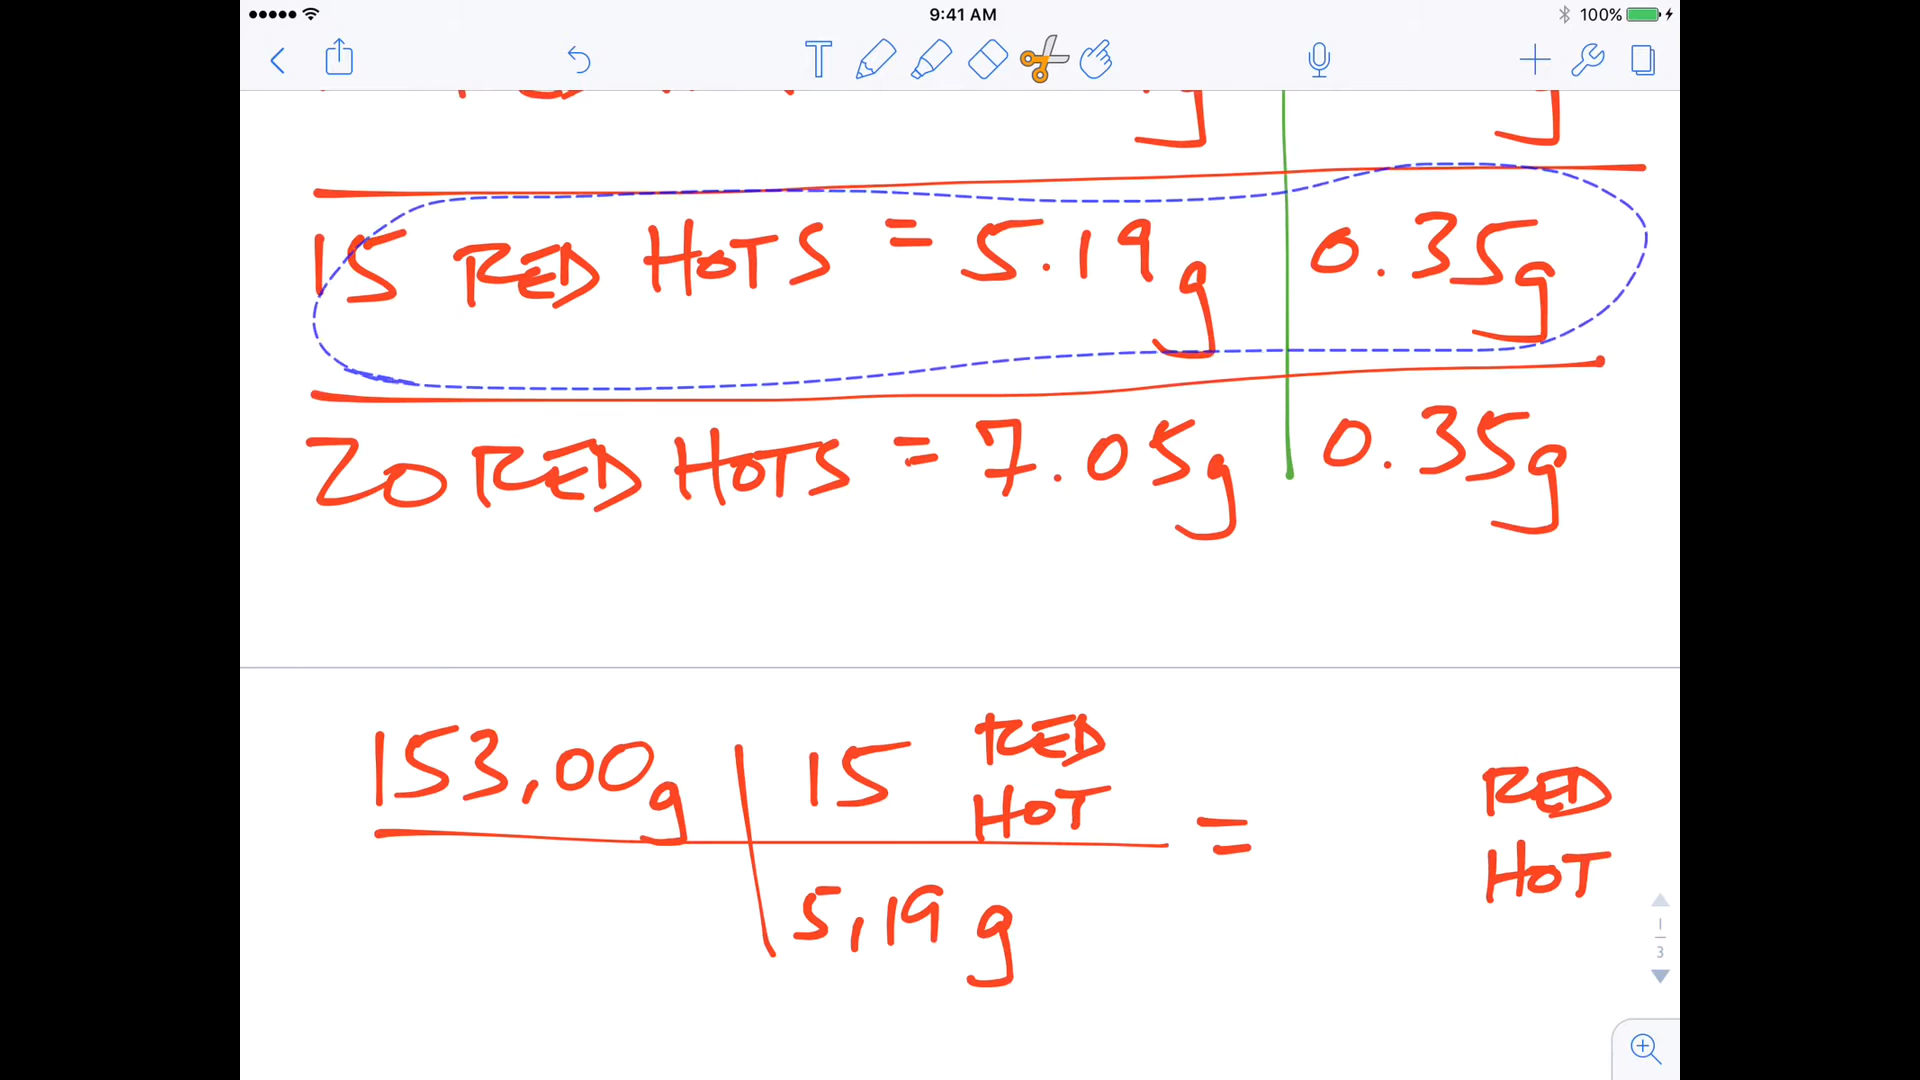 9:41 AM
100%
T
15 RED HOTS = 5.19g 0.35g
20 RED HOTS = 7.05g 0.35g
153.00g 15 RED HOT = RED HOT
5.19 g
1
3